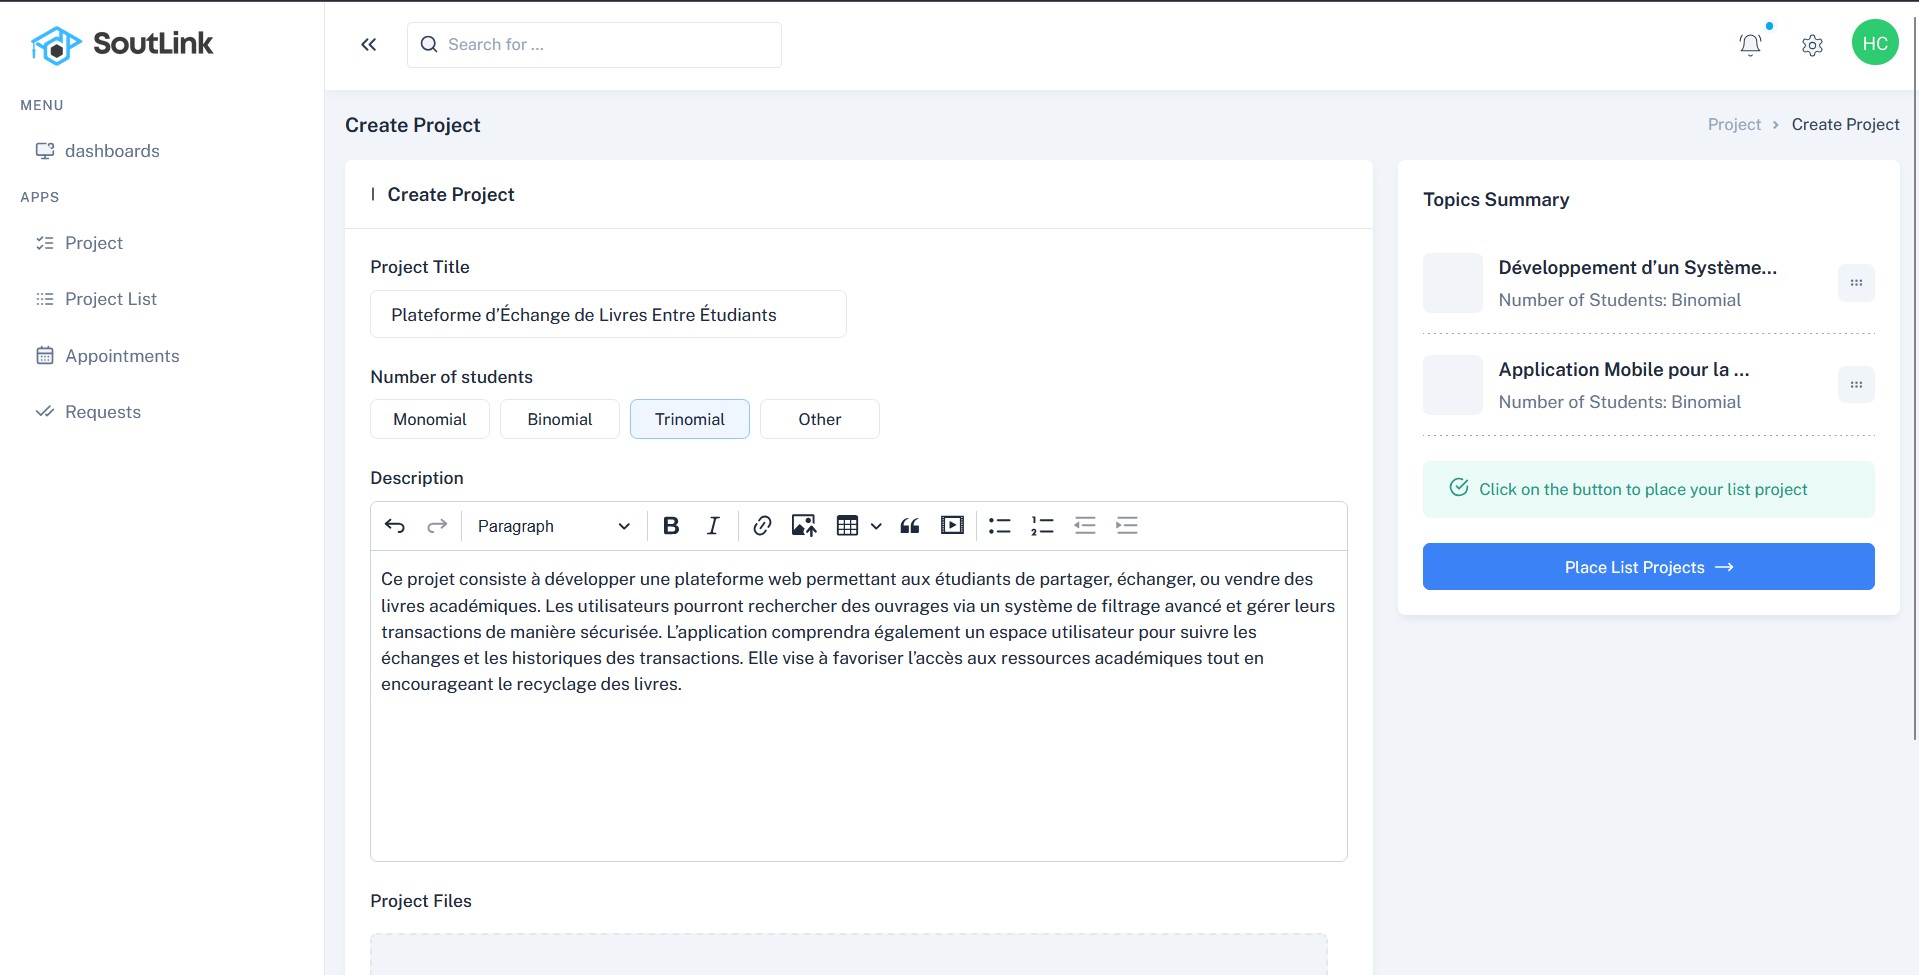 SoutLink
Search for ...
HC
MENU
dashboards
APPS
Project
Project List
Appointments
Requests
Create Project
Project > Create Project
Create Project
Project Title
Plateforme d’Échange de Livres Entre Étudiants
Number of students
Monomial Binomial Trinomial Other
Description
Paragraph B I
Ce projet consiste à développer une plateforme web permettant aux étudiants de partager, échanger, ou vendre des
livres académiques. Les utilisateurs pourront rechercher des ouvrages via un système de filtrage avancé et gérer leurs
transactions de manière sécurisée. L’application comprendra également un espace utilisateur pour suivre les
échanges et les historiques des transactions. Elle vise à favoriser l’accès aux ressources académiques tout en
encourageant le recyclage des livres.
Project Files
Topics Summary
Développement d’un Système...
Number of Students: Binomial
Application Mobile pour la ...
Number of Students: Binomial
Click on the button to place your list project
Place List Projects